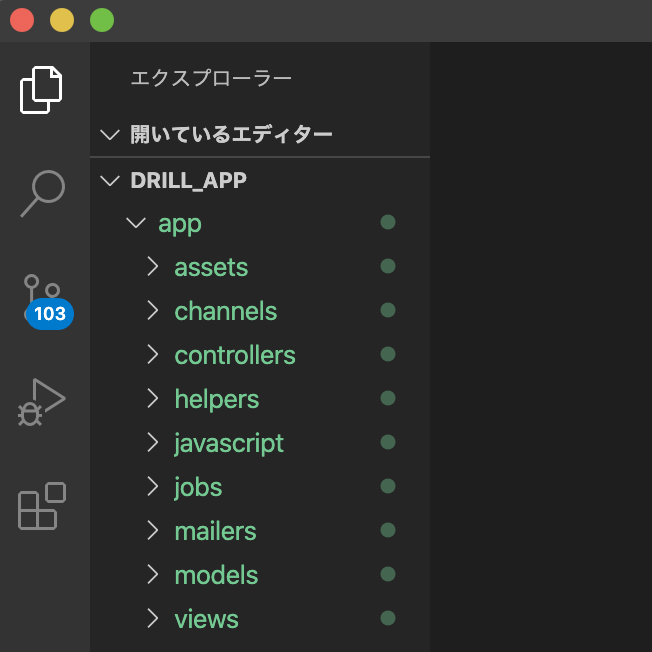 エクスプローラー
開いているエディター
DRILL_APP
app
assets
channels
controllers
103
helpers
javascript
jobs
mailers
models
views